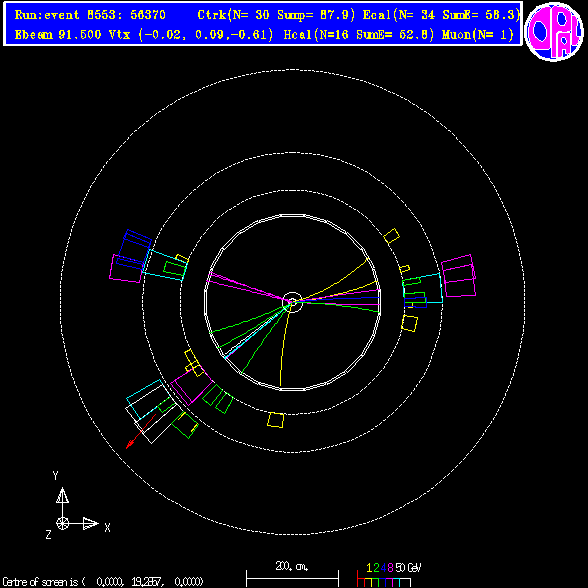 Run:event 8553: 56370 Ctrk(N= 30 Sump= 87.9) Ecal(N= 34 SumE= 58.3)
Ebeam 91.500 Vtx (-0.02, 0.09,-0.61) Hcal(N=16 SumE= 62.8) Muon(N= 1)
OPAL
Y
X
Z
200. cm.
1 2 4 8 50 GeV
Centre of screen is ( 0.0000, 19.2857, 0.0000)